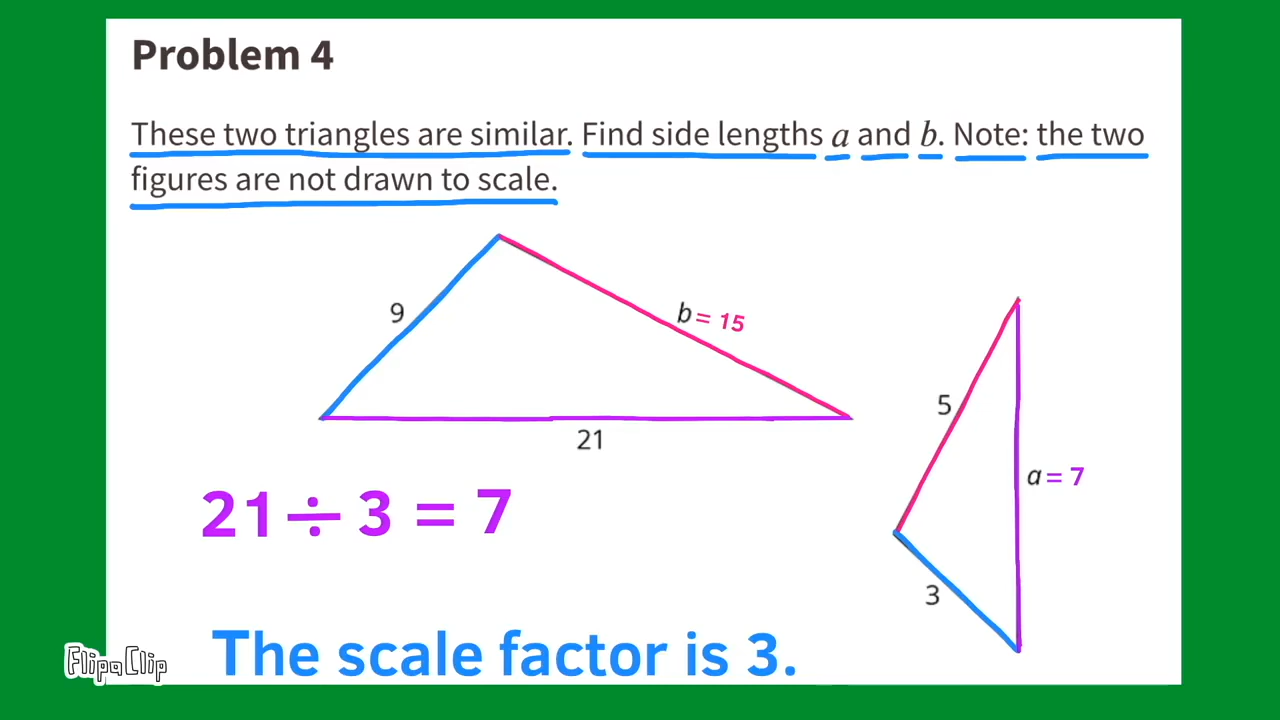 Problem 4
These two triangles are similar. Find side lengths a and b. Note: the two
figures are not drawn to scale.
9
b = 15
21
5
a = 7
3
21 ÷ 3 = 7
The scale factor is 3.
FlipaClip